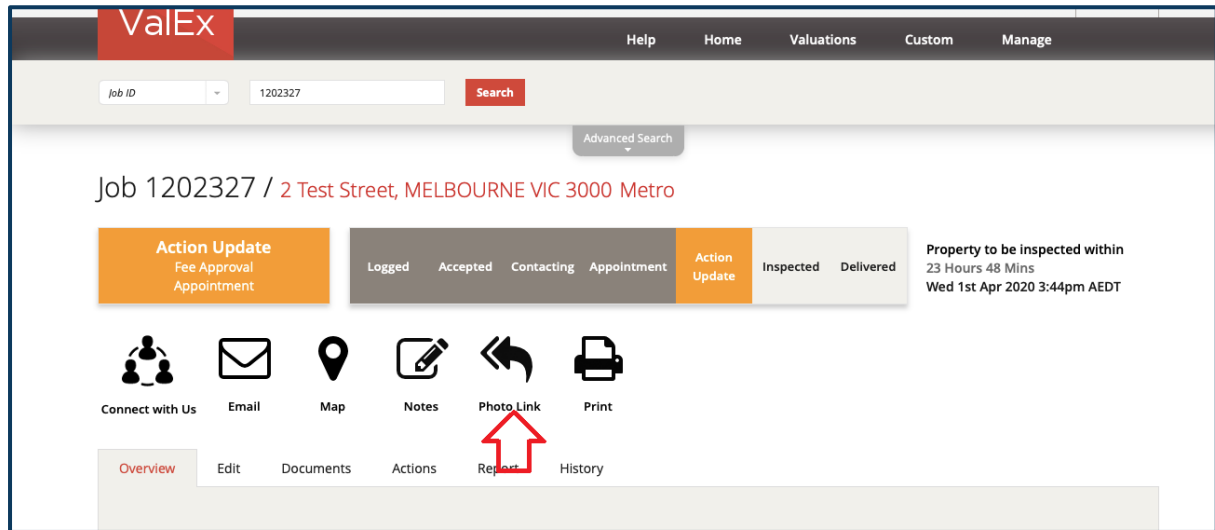 ValEx
Help Home Valuations Custom Manage
Job ID 1202327 Search
Advanced Search
Job 1202327 / 2 Test Street, MELBOURNE VIC 3000 Metro
Action Update
Fee Approval
Appointment
Logged Accepted Contacting Appointment Action Update Inspected Delivered
Property to be inspected within
23 Hours 48 Mins
Wed 1st Apr 2020 3:44pm AEDT
Connect with Us Email Map Notes Photo Link Print
Overview Edit Documents Actions Report History